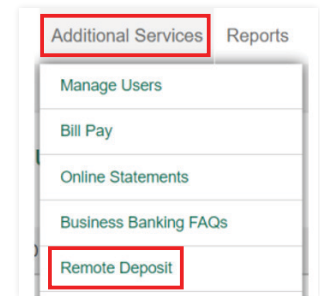 Additional Services Reports
Manage Users
Bill Pay
Online Statements
Business Banking FAQs
Remote Deposit